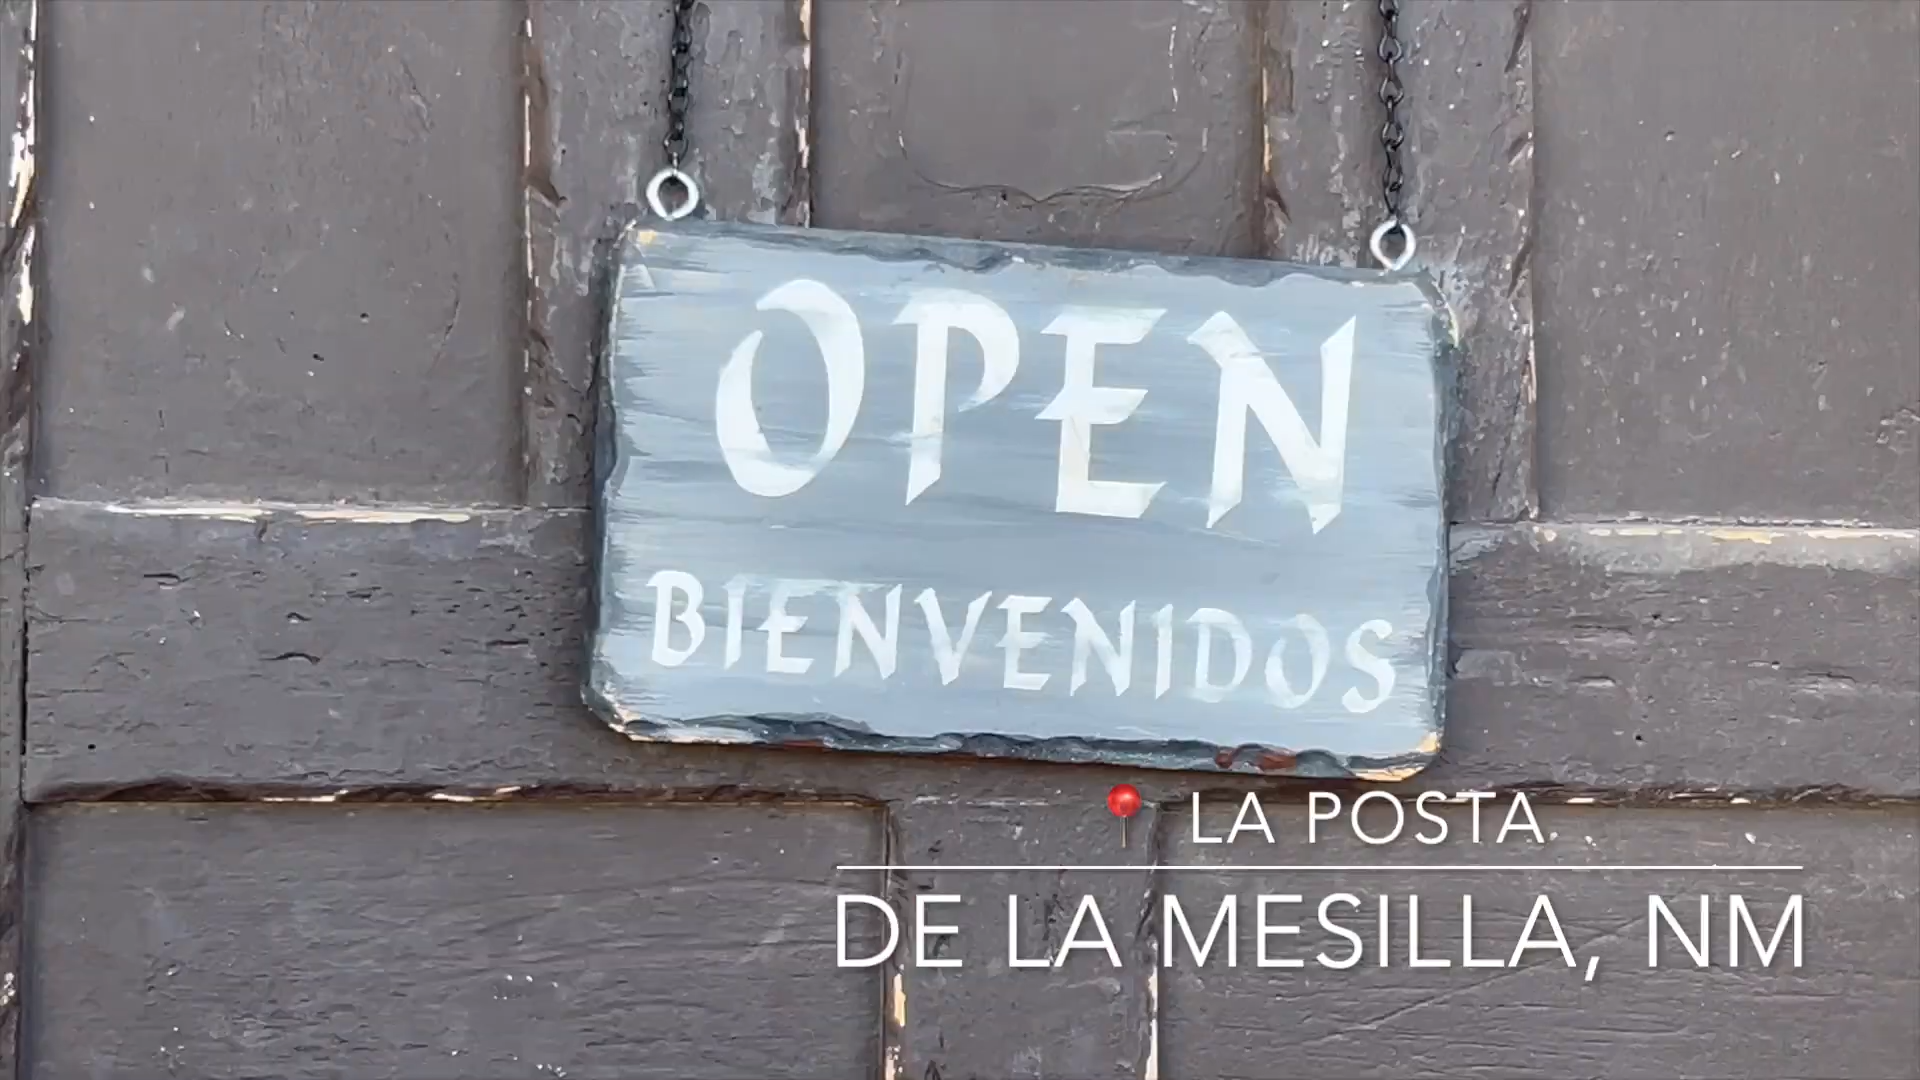 OPEN
BIENVENIDOS
📍 LA POSTA
DE LA MESILLA, NM